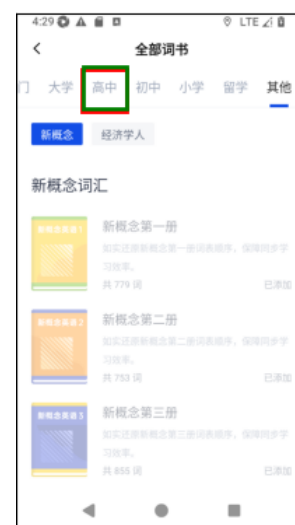 4:29 LTE
全部词书
门 大学 高中 初中 小学 留学 其他
新概念 经济学人
新概念词汇
新概念英语1
新概念第一册
如实还原新概念第一册词表顺序，保障同步学
习效率。
共 779 词 已添加
新概念英语2
新概念第二册
如实还原新概念第二册词表顺序，保障同步学
习效率。
共 753 词 已添加
新概念英语3
新概念第三册
如实还原新概念第三册词表顺序，保障同步学
习效率。
共 855 词 已添加